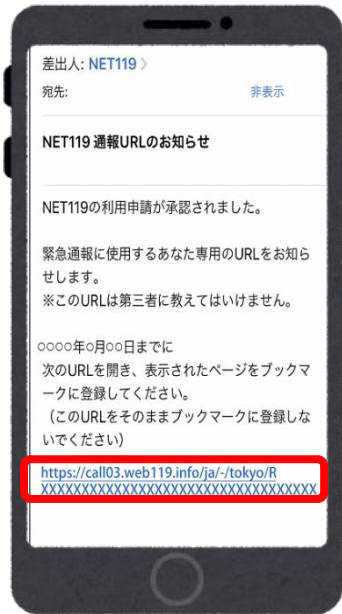 差出人: NET119 >
宛先: 非表示
NET119 通報URLのお知らせ
NET119の利用申請が承認されました。
緊急通報に使用するあなた専用のURLをお知ら
せします。
※このURLは第三者に教えてはいけません。
○○○○年○月○○日までに
次のURLを開き、表示されたページをブックマ
ークに登録してください。
（このURLをそのままブックマークに登録しな
いでください）
https://call03.web119.info/ja/-/tokyo/R
XXXXXXXXXXXXXXXXXXXXXXXXXXXXXXXXXX